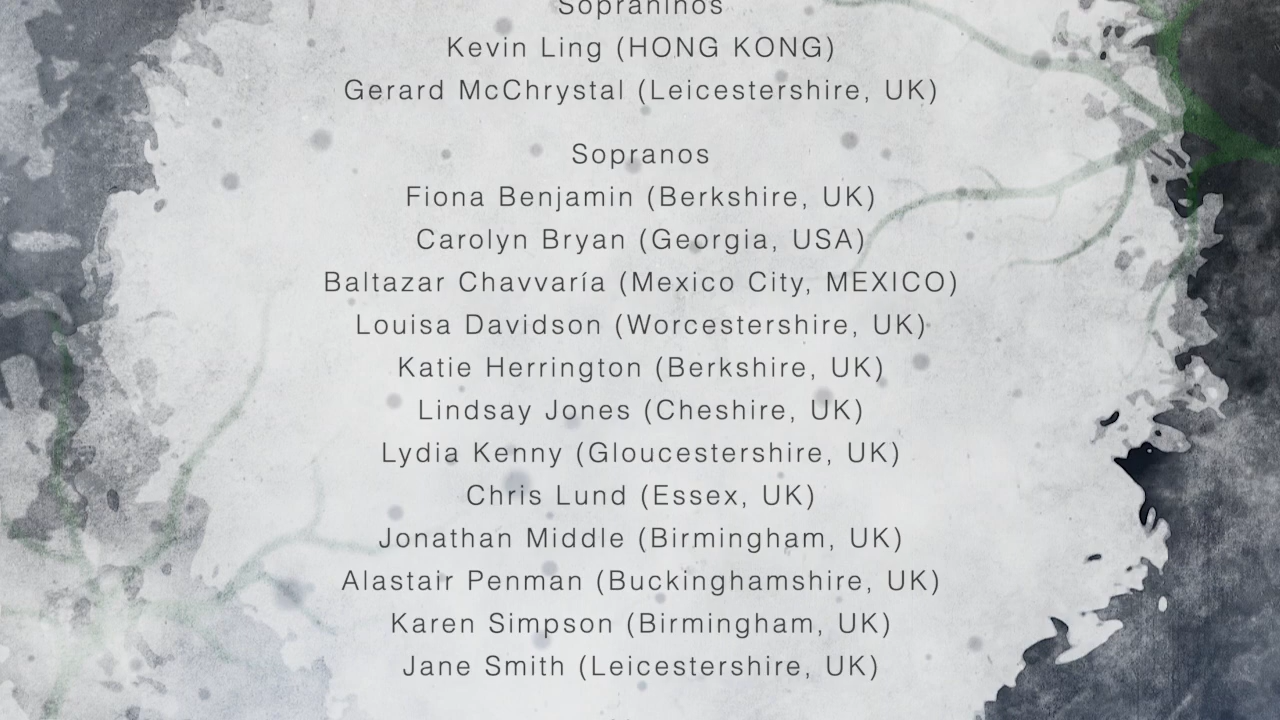 Sopraninos
Kevin Ling (HONG KONG)
Gerard McChrystal (Leicestershire, UK)
Sopranos
Fiona Benjamin (Berkshire, UK)
Carolyn Bryan (Georgia, USA)
Baltazar Chavvaría (Mexico City, MEXICO)
Louisa Davidson (Worcestershire, UK)
Katie Herrington (Berkshire, UK)
Lindsay Jones (Cheshire, UK)
Lydia Kenny (Gloucestershire, UK)
Chris Lund (Essex, UK)
Jonathan Middle (Birmingham, UK)
Alastair Penman (Buckinghamshire, UK)
Karen Simpson (Birmingham, UK)
Jane Smith (Leicestershire, UK)